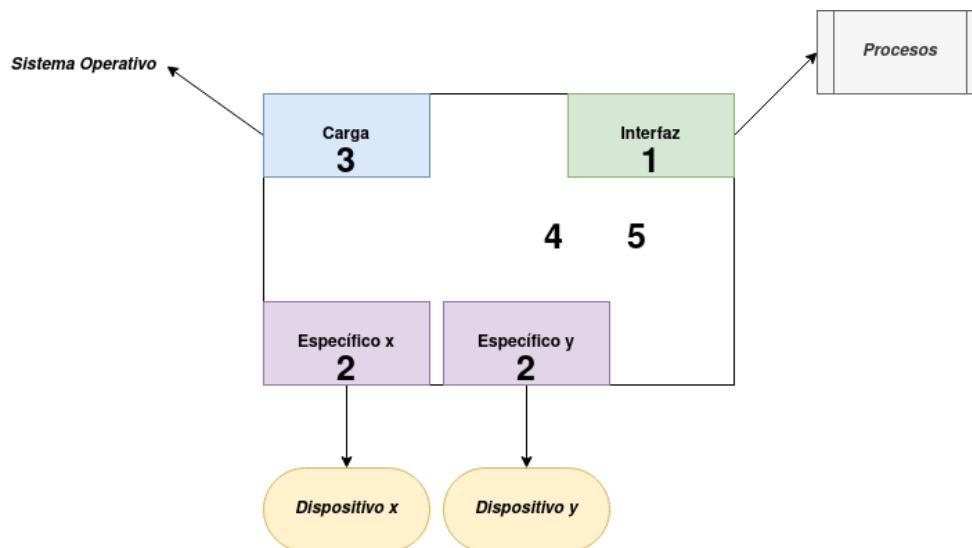 Procesos
Sistema Operativo
Carga
3
Interfaz
1
4
5
Específico x
2
Específico y
2
Dispositivo x
Dispositivo y